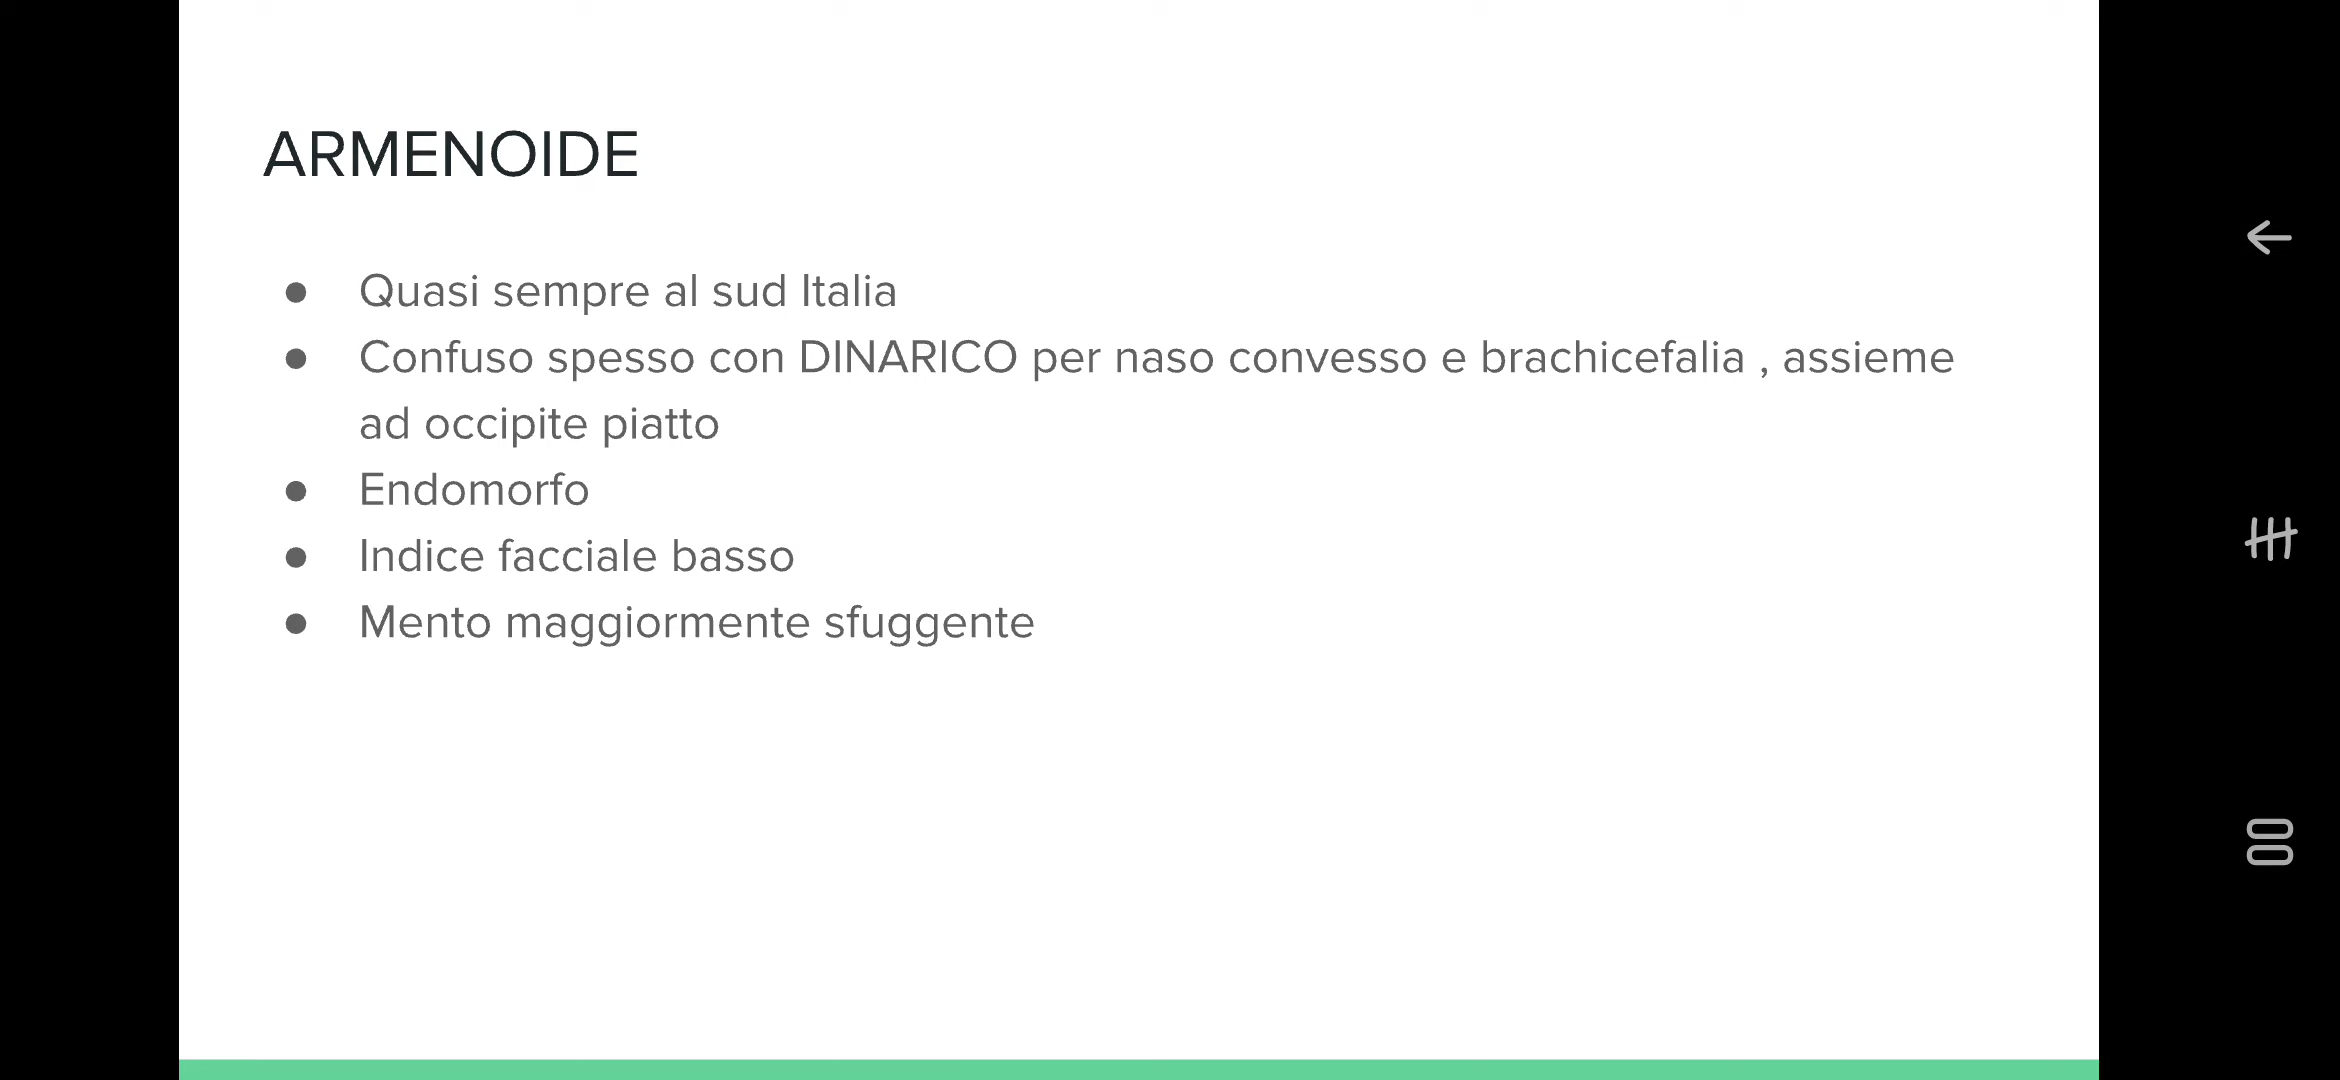 ARMENOIDE
● Quasi sempre al sud Italia
● Confuso spesso con DINARICO per naso convesso e brachicefalia , assieme
ad occipite piatto
● Endomorfo
● Indice facciale basso
● Mento maggiormente sfuggente